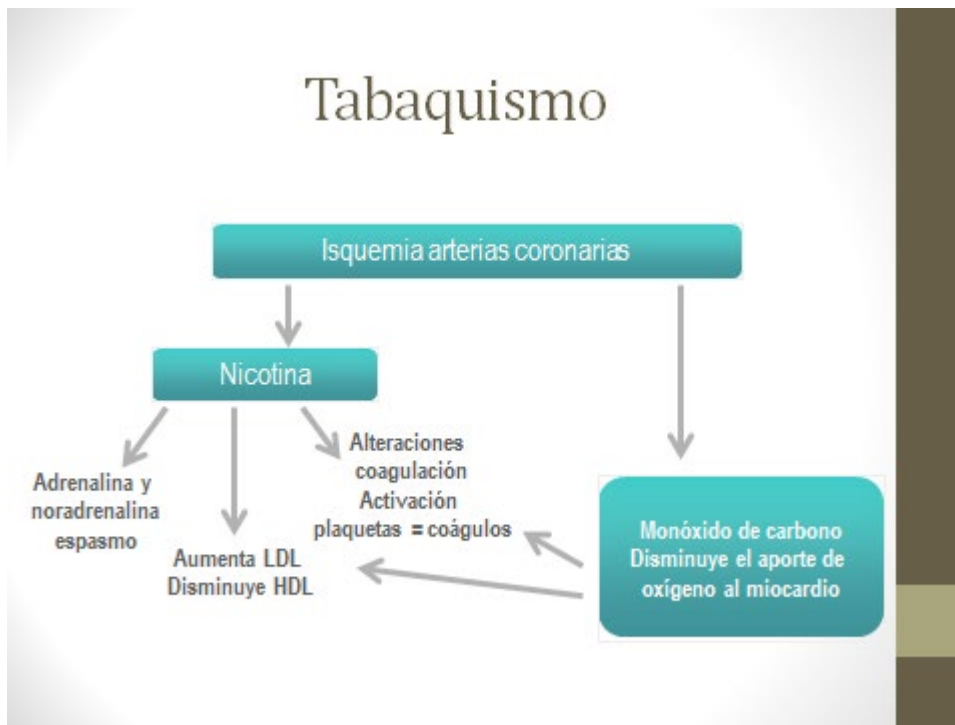 Tabaquismo
Isquemia arterias coronarias
Nicotina
Adrenalina y
noradrenalina
espasmo
Aumenta LDL
Disminuye HDL
Alteraciones
coagulación
Activación
plaquetas = coágulos
Monóxido de carbono
Disminuye el aporte de
oxígeno al miocardio